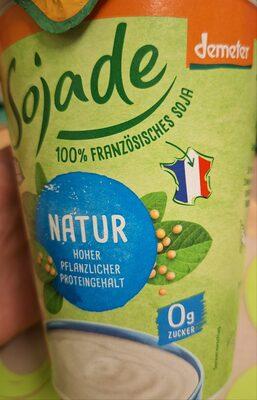 Sojade
demeter
100% FRANZÖSISCHES SOJA
NATUR
HOHER
PFLANZLICHER
PROTEINGEHALT
0g
ZUCKER